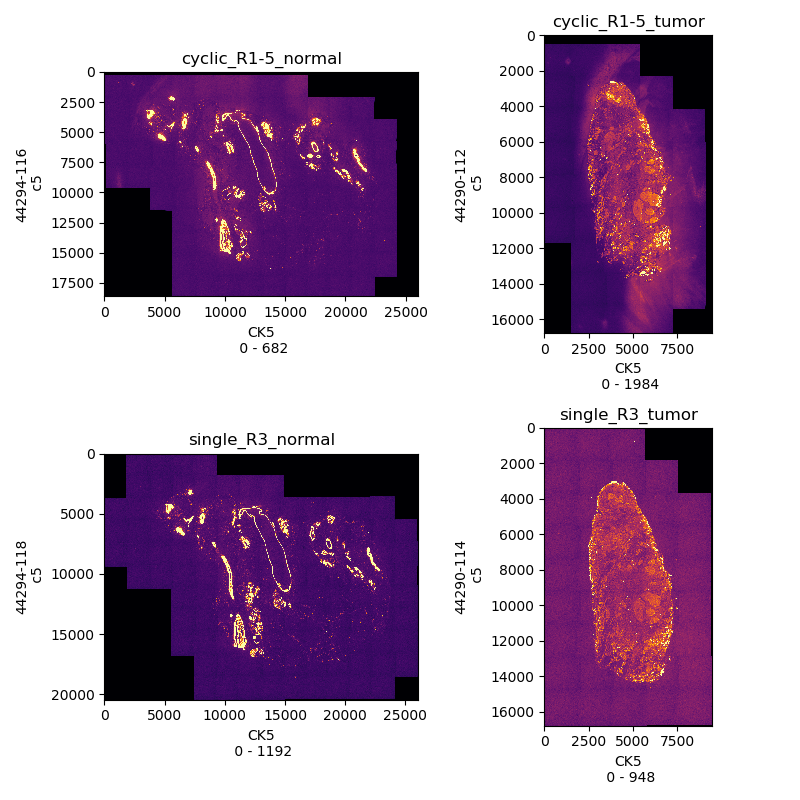 cyclic_R1-5_normal
0
2500
5000
7500
10000
12500
15000
17500
44294-116
c5
0 5000 10000 15000 20000 25000
CK5
0 - 682
cyclic_R1-5_tumor
0
2000
4000
6000
8000
10000
12000
14000
16000
44290-112
c5
0 2500 5000 7500
CK5
0 - 1984
single_R3_normal
0
5000
10000
15000
20000
44294-118
c5
0 5000 10000 15000 20000 25000
CK5
0 - 1192
single_R3_tumor
0
2000
4000
6000
8000
10000
12000
14000
16000
44290-114
c5
0 2500 5000 7500
CK5
0 - 948